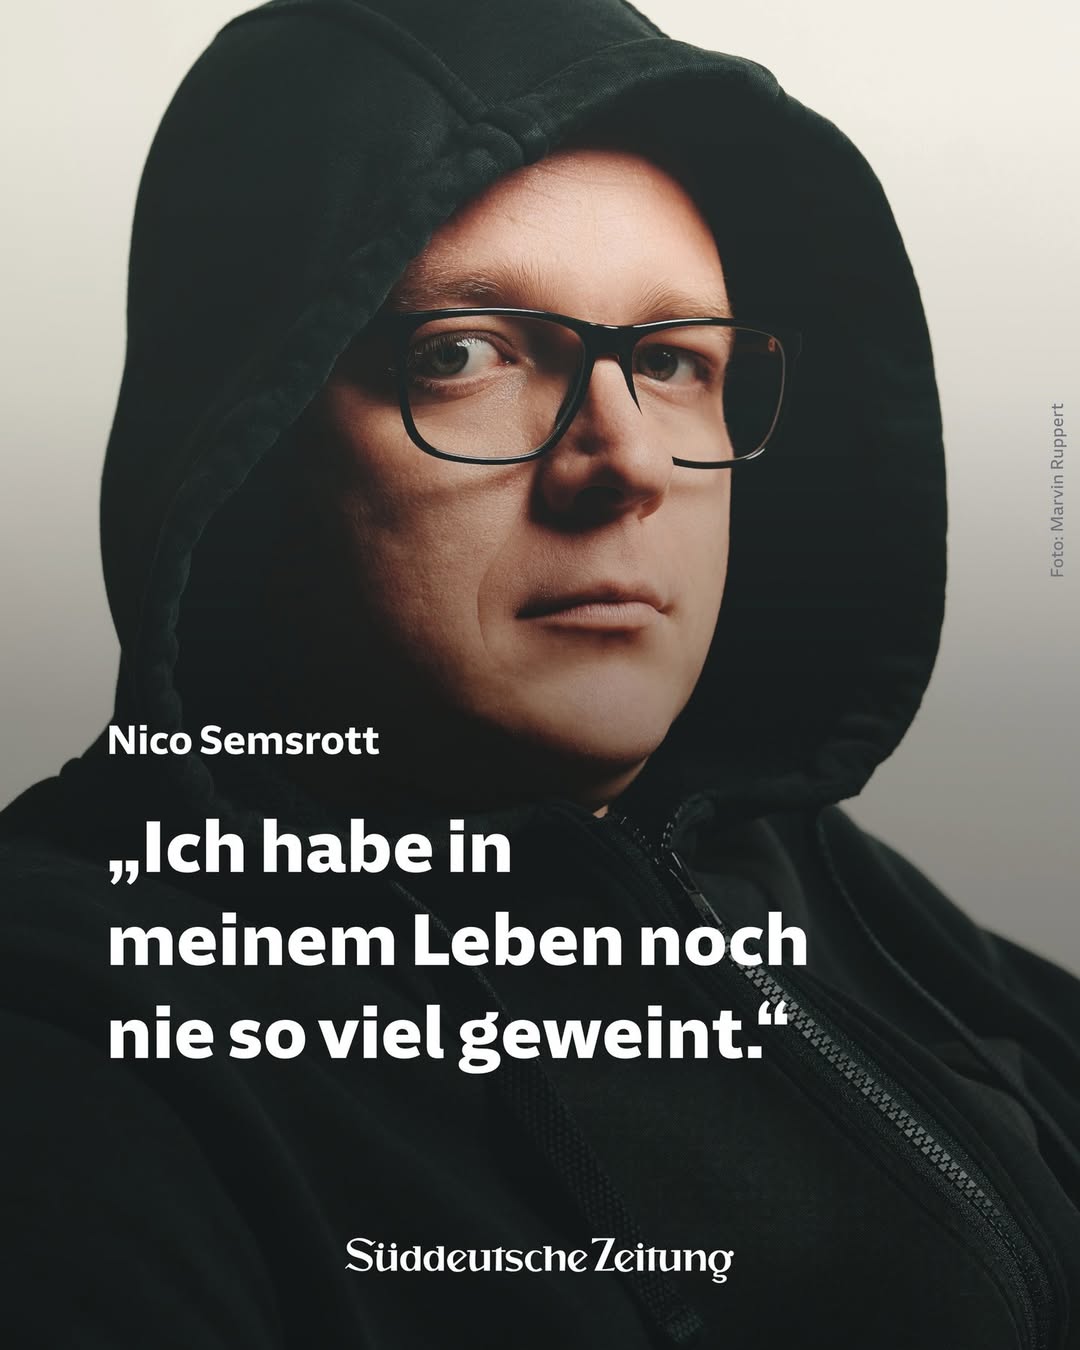 Foto: Marvin Ruppert
Nico Semsrott
„Ich habe in
meinem Leben noch
nie so viel geweint.“
Süddeutsche Zeitung